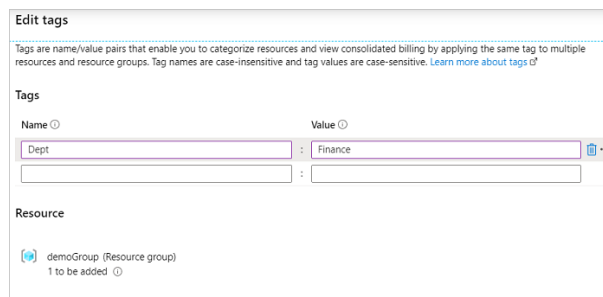 Edit tags
Tags are name/value pairs that enable you to categorize resources and view consolidated billing by applying the same tag to multiple
resources and resource groups. Tag names are case-insensitive and tag values are case-sensitive. Learn more about tags
Tags
Name Value
Dept : Finance
:
Resource
demoGroup (Resource group)
1 to be added